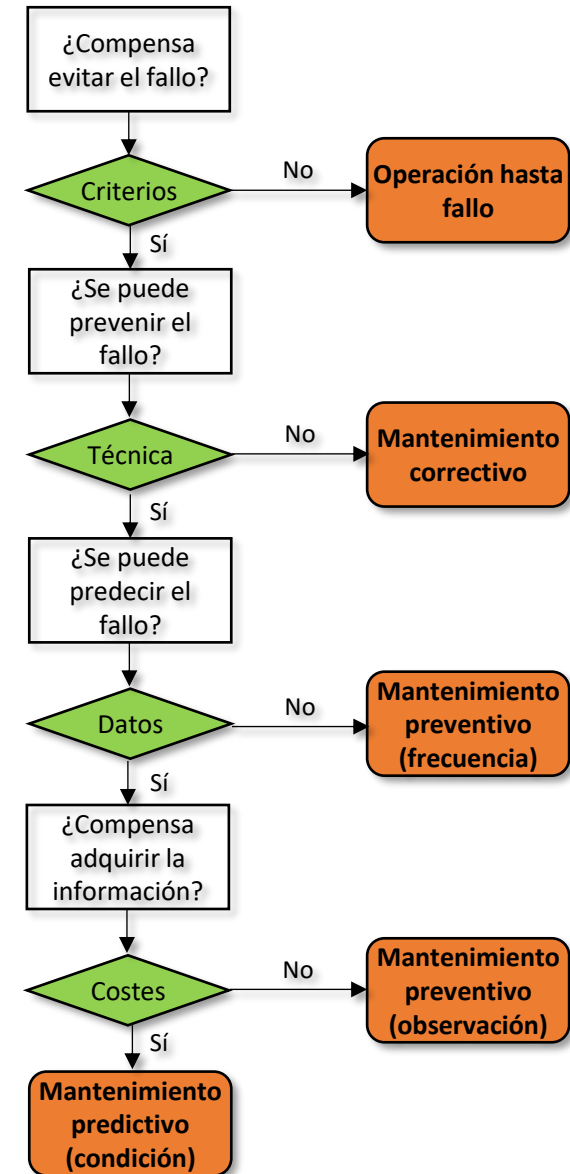 ¿Compensa
evitar el fallo?
Criterios
No
Operación hasta
fallo
Sí
¿Se puede
prevenir el
fallo?
Técnica
No
Mantenimiento
correctivo
Sí
¿Se puede
predecir el
fallo?
Datos
No
Mantenimiento
preventivo
(frecuencia)
Sí
¿Compensa
adquirir la
información?
Costes
No
Mantenimiento
preventivo
(observación)
Sí
Mantenimiento
predictivo
(condición)